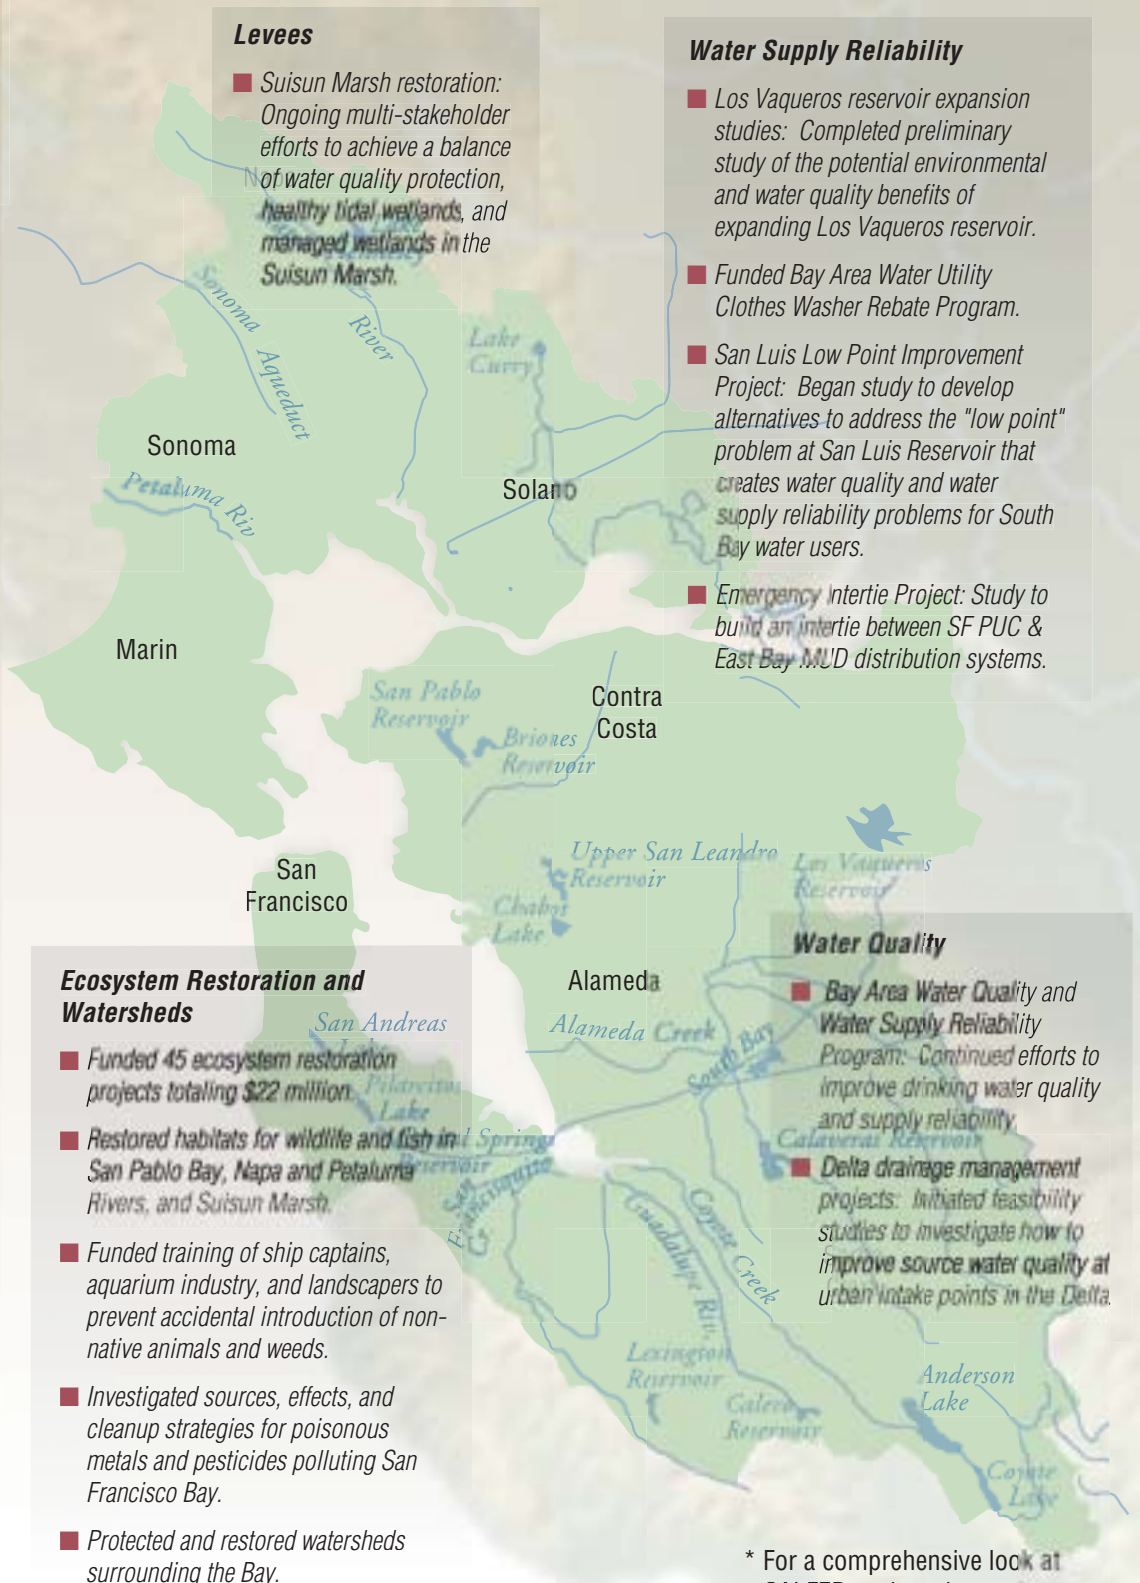 Levees
Suisun Marsh restoration:
Ongoing multi-stakeholder
efforts to achieve a balance
of water quality protection,
healthy tidal wetlands, and
managed wetlands in the
Suisun Marsh.
Water Supply Reliability
Los Vaqueros reservoir expansion
studies: Completed preliminary
study of the potential environmental
and water quality benefits of
expanding Los Vaqueros reservoir.
Funded Bay Area Water Utility
Clothes Washer Rebate Program.
San Luis Low Point Improvement
Project: Began study to develop
alternatives to address the "low point"
problem at San Luis Reservoir that
creates water quality and water
supply reliability problems for South
Bay water users.
Emergency Intertie Project: Study to
build an intertie between SF PUC &
East Bay MUD distribution systems.
Sonoma
Aqueduct
River
Lake
Curry
Sonoma
Petaluma Riv
Solano
Marin
San Pablo
Reservoir
Contra
Costa
Briones
Reservoir
San
Francisco
Upper San Leandro
Reservoir
Los Vaqueros
Reservoir
Chabot
Lake
Alameda
Alameda Creek
South Bay
Water Quality
Bay Area Water Quality and
Water Supply Reliability
Program: Continued efforts to
improve drinking water quality
and supply reliability.
Calaveras Reservoir
Delta drainage management
projects: Initiated feasibility
studies to investigate how to
improve source water quality at
urban intake points in the Delta.
Ecosystem Restoration and
Watersheds
San Andreas
Lake
Funded 45 ecosystem restoration
projects totaling $22 million.
Pilarcitos
Lake
Restored habitats for wildlife and fish in
San Pablo Bay, Napa and Petaluma
Rivers, and Suisun Marsh.
Springs
Reservoir
San
Francisquito
Funded training of ship captains,
aquarium industry, and landscapers to
prevent accidental introduction of non-
native animals and weeds.
Investigated sources, effects, and
cleanup strategies for poisonous
metals and pesticides polluting San
Francisco Bay.
Protected and restored watersheds
surrounding the Bay.
Guadalupe Riv.
Coyote Creek
Lexington
Reservoir
Calero
Reservoir
Anderson
Lake
Coyote
Lake
* For a comprehensive look at